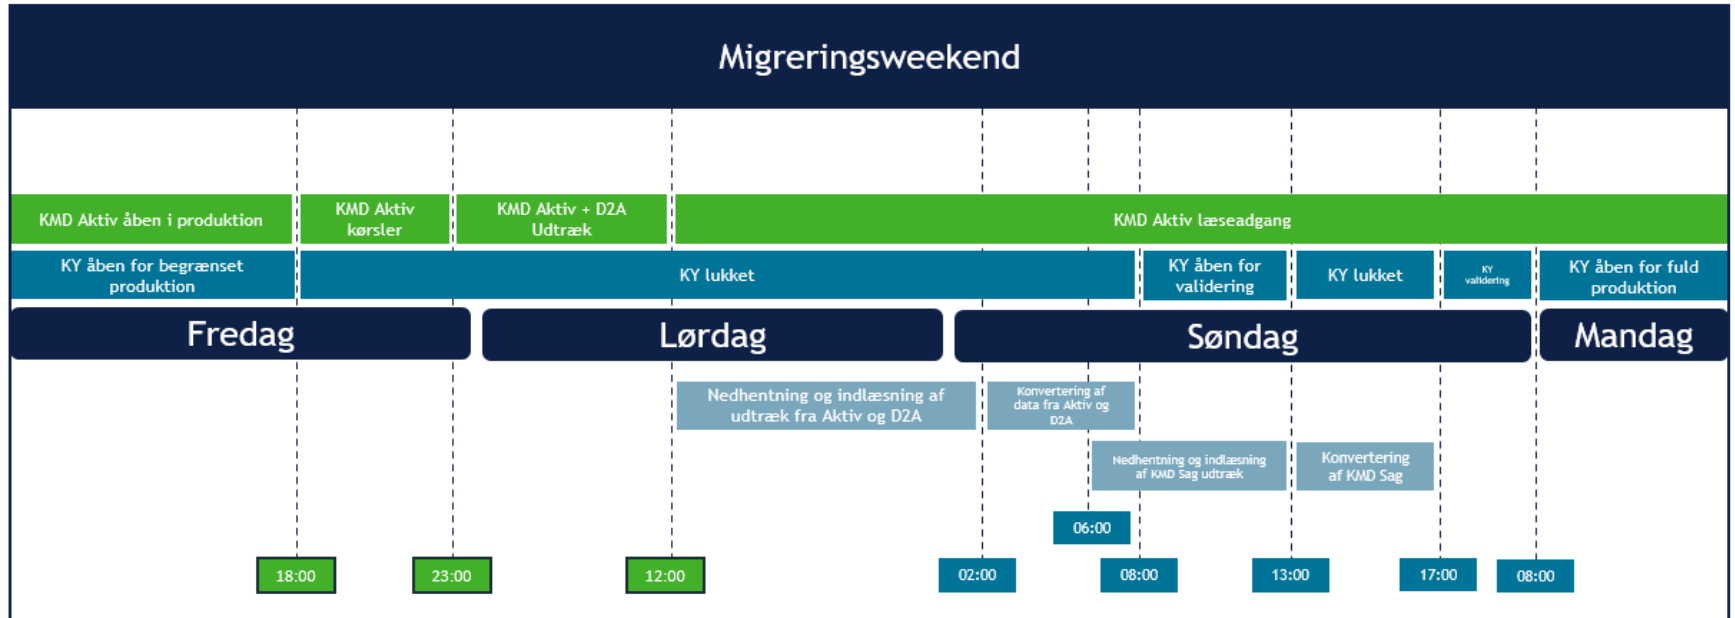 Migreringsweekend
KMD Aktiv åben i produktion
KMD Aktiv
kørsler
KMD Aktiv + D2A
Udtræk
KMD Aktiv læseadgang
KY åben for begrænset
produktion
KY lukket
KY åben for
validering
KY lukket
KY
validering
KY åben for fuld
produktion
Fredag
Lørdag
Søndag
Mandag
Nedhentning og indlæsning af
udtræk fra Aktiv og D2A
Konvertering af
data fra Aktiv og
D2A
Nedhentning og indlæsning
af KMD Sag udtræk
Konvertering
af KMD Sag
06:00
18:00
23:00
12:00
02:00
08:00
13:00
17:00
08:00